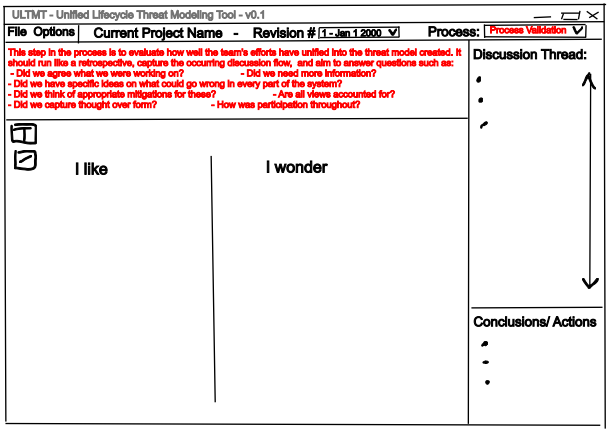 ULTMT - Unified Lifecycle Threat Modeling Tool - v0.1
File Options Current Project Name - Revision # 1 - Jan 1 2000 Process: Process Validation
This step in the process is to evaluate how well the team's efforts have unified into the threat model created. It
should run like a retrospective, capture the occurring discussion flow, and aim to answer questions such as:
- Did we agree what we were working on? - Did we need more information?
- Did we have specific ideas on what could go wrong in every part of the system?
- Did we think of appropriate mitigations for these? - Are all views accounted for?
- Did we capture thought over form? - How was participation throughout?
Discussion Thread:
T
I like
I wonder
Conclusions/ Actions